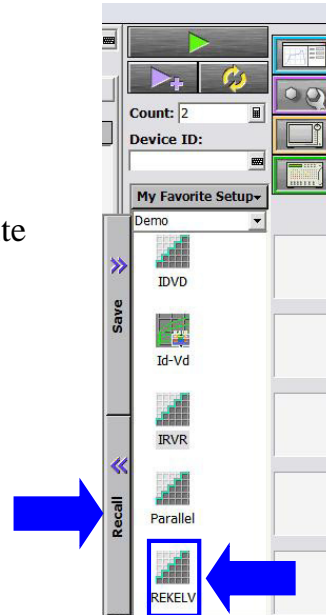 Count: 2
Device ID:
My Favorite Setup
Demo
te
IDVD
Save
Id-Vd
IRVR
Recall
Parallel
REKELV